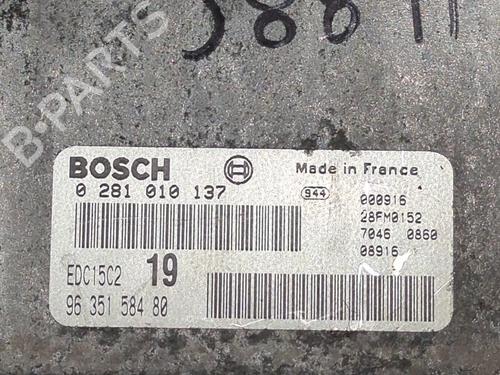 B-PARTS
BOSCH
Made in France
0 281 010 137
944
000916
28FM0152
7046 0860
08916
EDC15C2 19
96 351 584 80